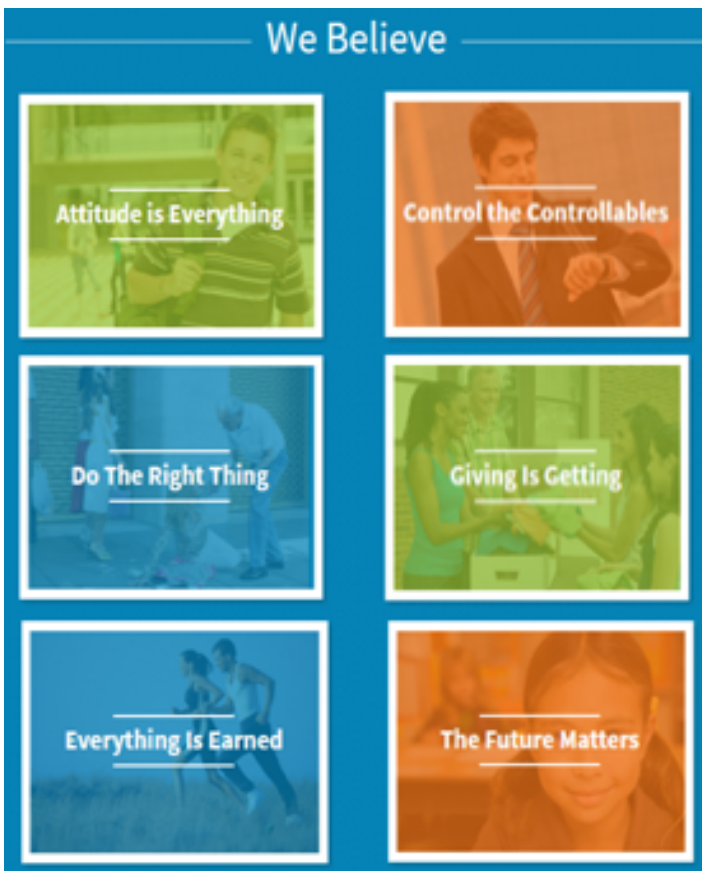 We Believe
Attitude is Everything
Control the Controllables
Do The Right Thing
Giving Is Getting
Everything Is Earned
The Future Matters